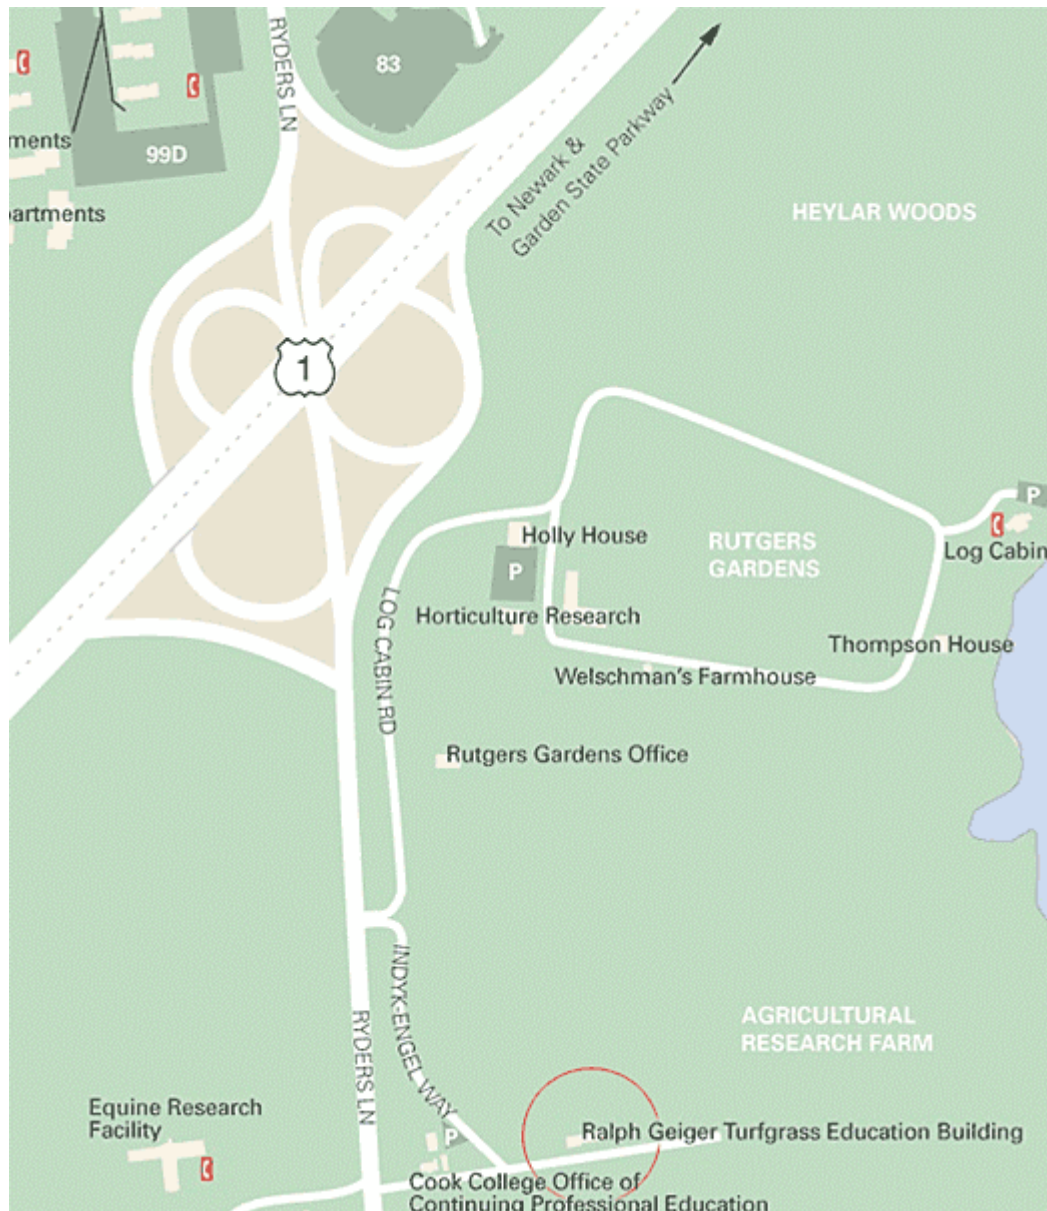 RYDERS LN
83
ments
99D
To Newark &
Garden State Parkway
artments
HEYLAR WOODS
1
P
Holly House
RUTGERS
GARDENS
Log Cabin
P
LOG CABIN RD
Horticulture Research
Thompson House
Welschman's Farmhouse
Rutgers Gardens Office
INDYK-ENGEL WAY
RYDERS LN
AGRICULTURAL
RESEARCH FARM
Equine Research
Facility
P
Ralph Geiger Turfgrass Education Building
Cook College Office of
Continuing Professional Education